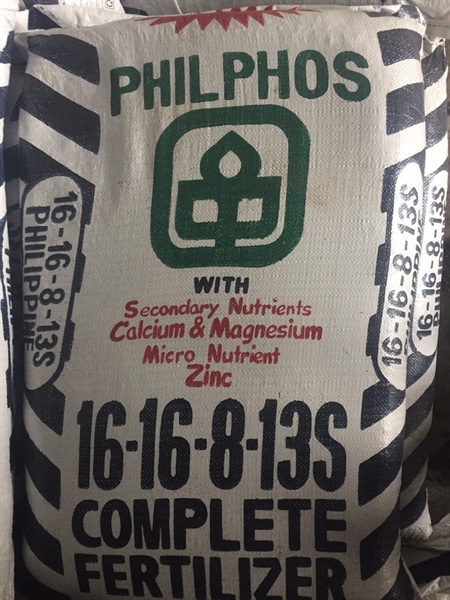 PHILPHOS
WITH
Secondary Nutrients
Calcium & Magnesium
Micro Nutrient
Zinc
16-16-8-13S
COMPLETE
FERTILIZER
16-16-8-13S
PHILIPPINE
16-16-8-13S
16-16-8-13S